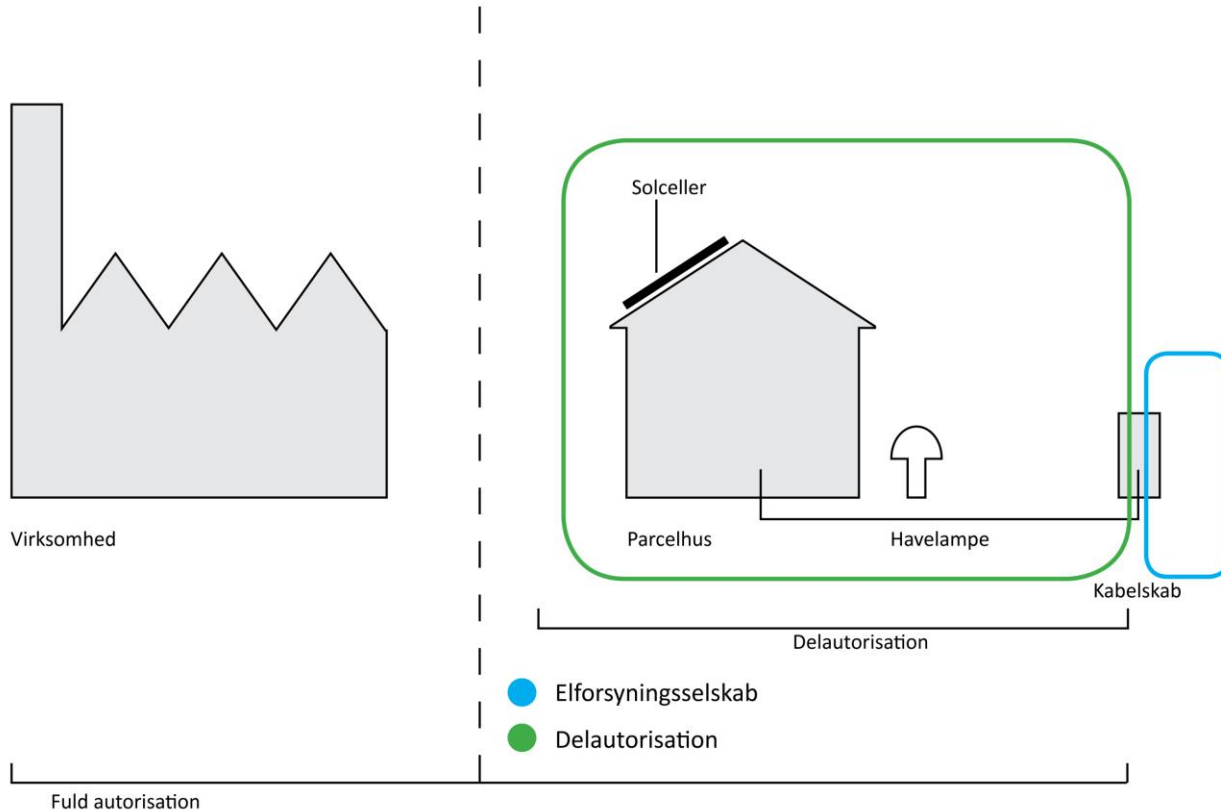 Solceller
Virksomhed
Parcelhus
Havelampe
Kabelskab
Delautorisation
Elforsyningsselskab
Delautorisation
Fuld autorisation